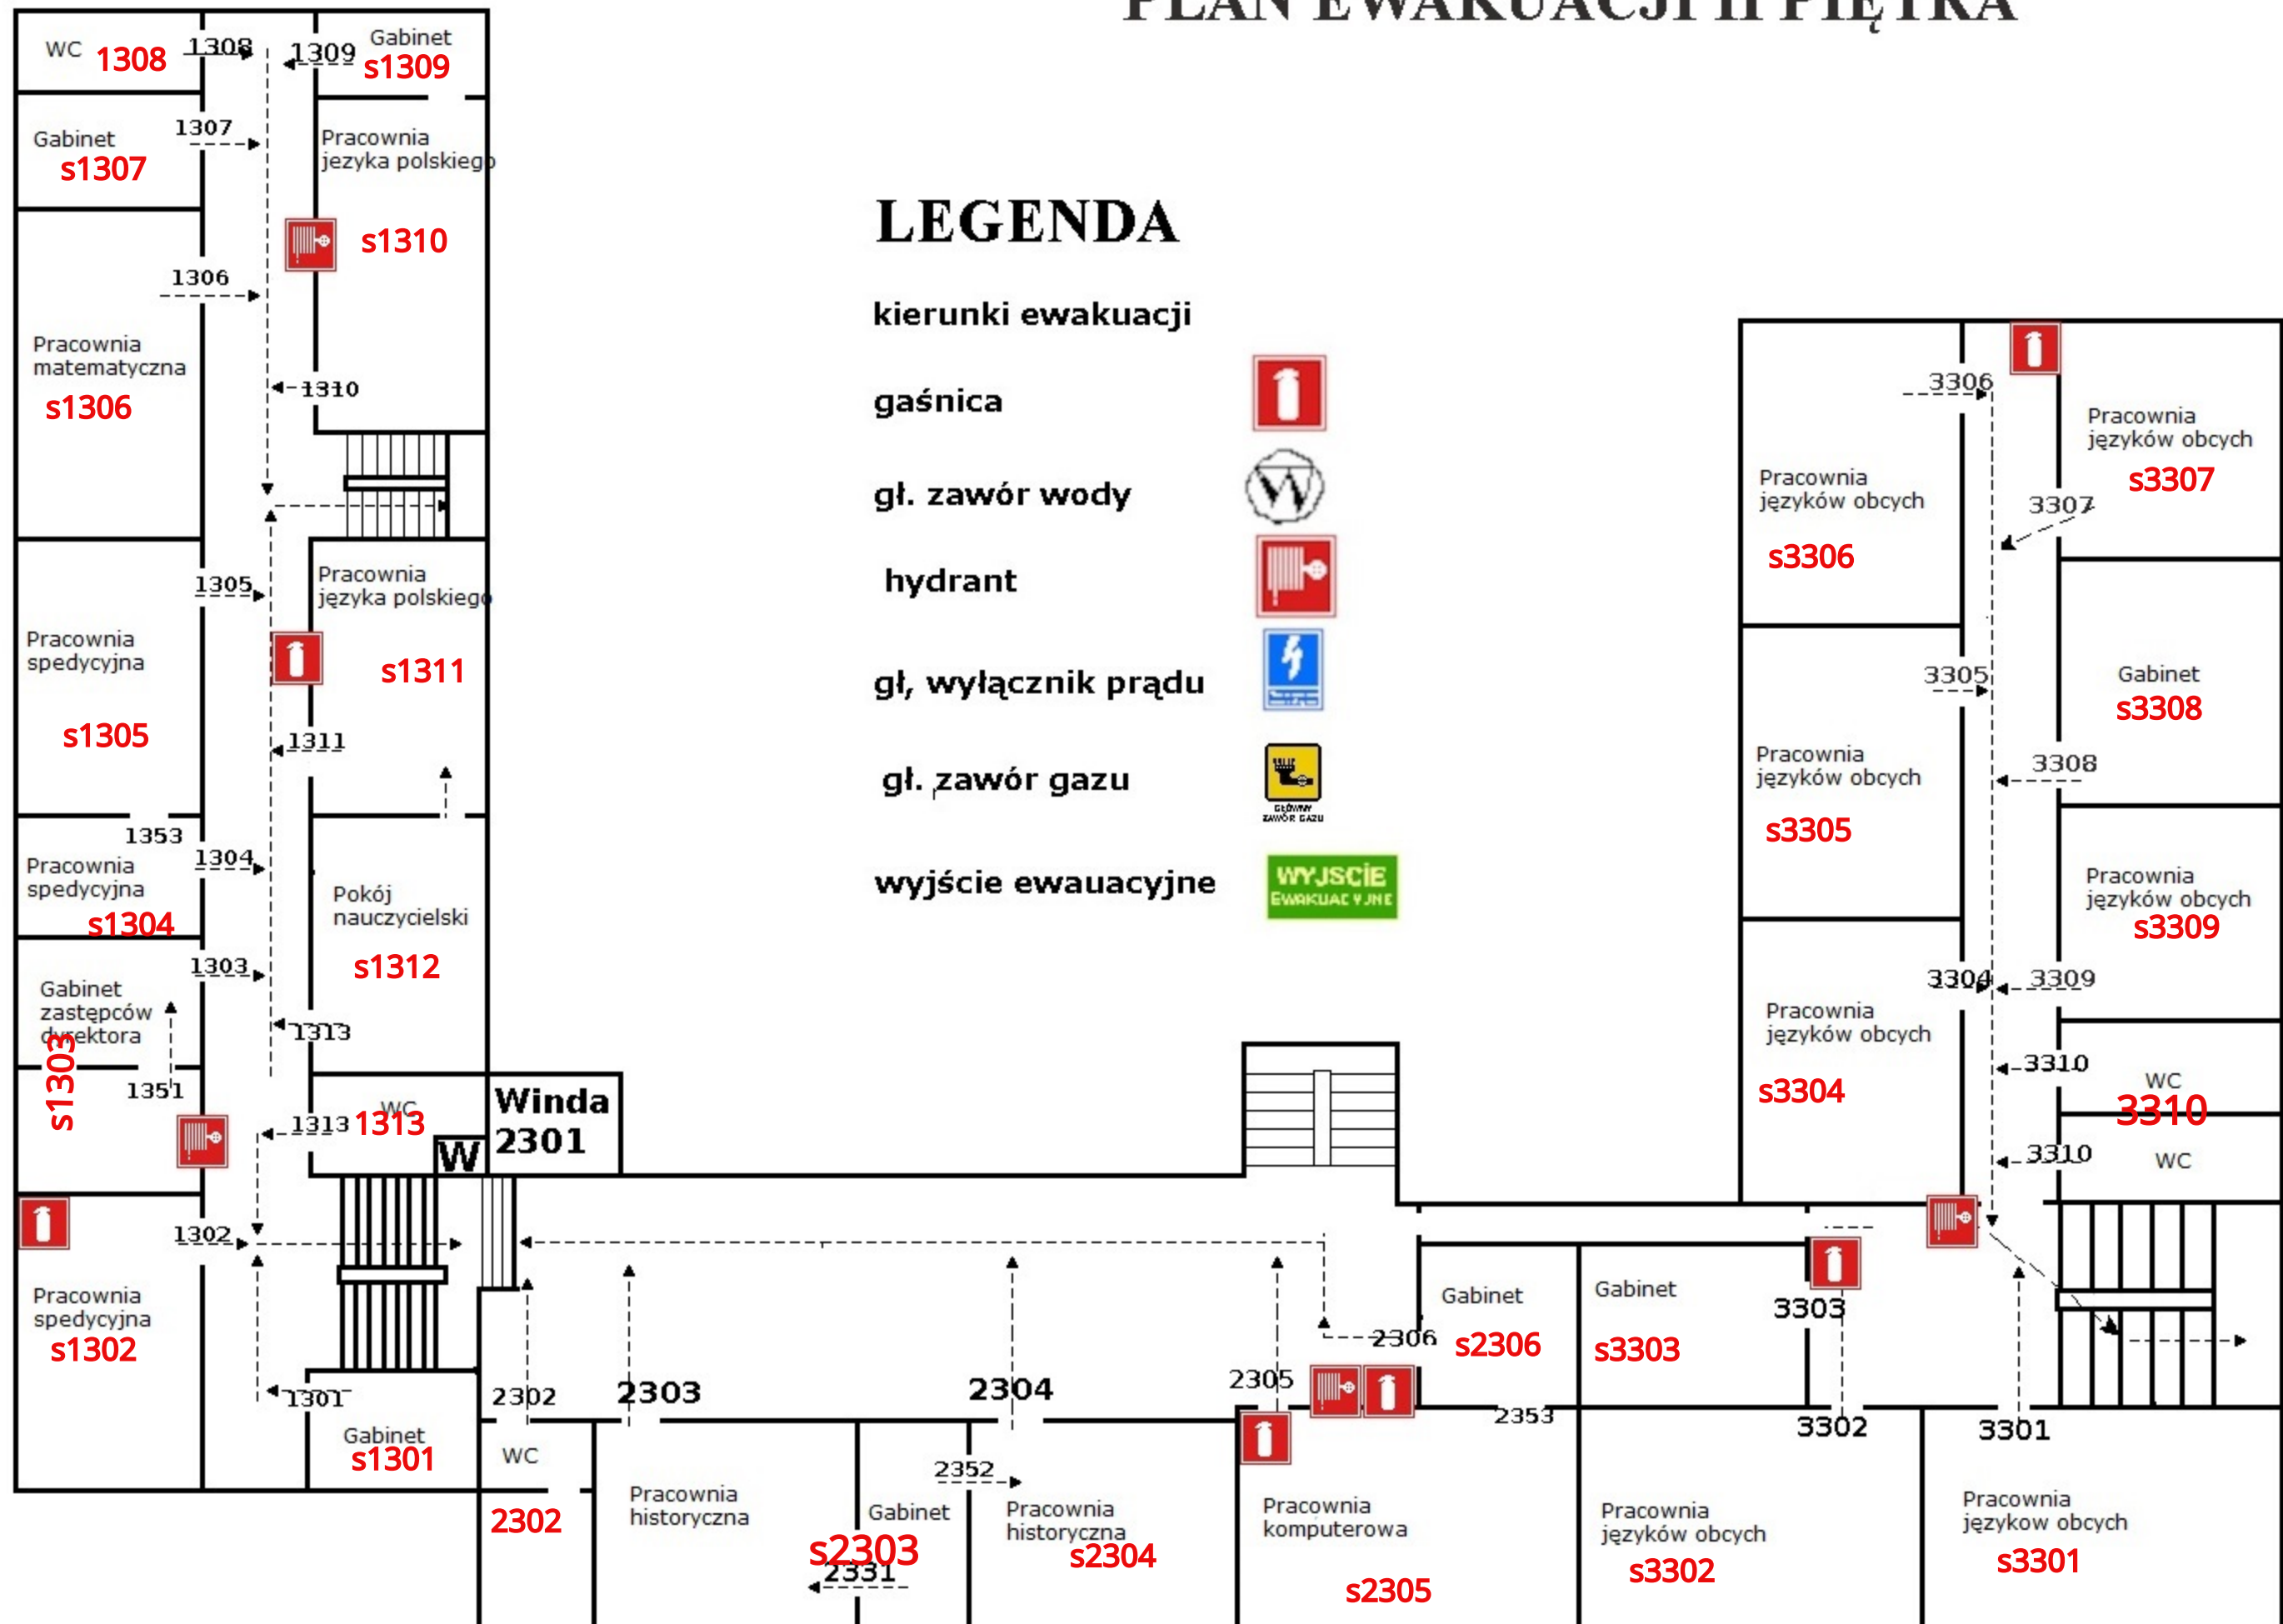 PLAN EWAKUACJI II PIĘTRA
WC 1308
1308
1309
Gabinet
s1309
1307
Gabinet
s1307
Pracownia
jezyka polskiego
s1310
1306
Pracownia
matematyczna
s1306
1310
1305
Pracownia
języka polskiego
s1311
Pracownia
spedycyjna
s1305
1311
1353
1304
Pracownia
spedycyjna
s1304
Pokój
nauczycielski
s1312
1303
Gabinet
zastępców
dyrektora
s1303
1313
1351
WC
1313
1313
W
Winda
2301
1302
Pracownia
spedycyjna
s1302
1301
Gabinet
s1301
LEGENDA
kierunki ewakuacji
gaśnica
gł. zawór wody
W
hydrant
gł, wyłącznik prądu
gł. zawór gazu
GŁÓWNY
ZAWÓR GAZU
wyjście ewauacyjne
WYJSCiE
EWAKUACYJNE
2302
WC
2302
2303
Pracownia
historyczna
Gabinet
s2303
2331
2352
2304
Pracownia
historyczna
s2304
2305
Pracownia
komputerowa
s2305
2306
Gabinet
s2306
2353
Gabinet
s3303
3303
3302
Pracownia
języków obcych
s3302
3301
Pracownia
językow obcych
s3301
3306
Pracownia
języków obcych
s3306
Pracownia
języków obcych
s3307
3307
3305
Pracownia
języków obcych
s3305
Gabinet
s3308
3308
Pracownia
języków obcych
s3309
3304
3309
Pracownia
języków obcych
s3304
3310
WC
3310
3310
WC